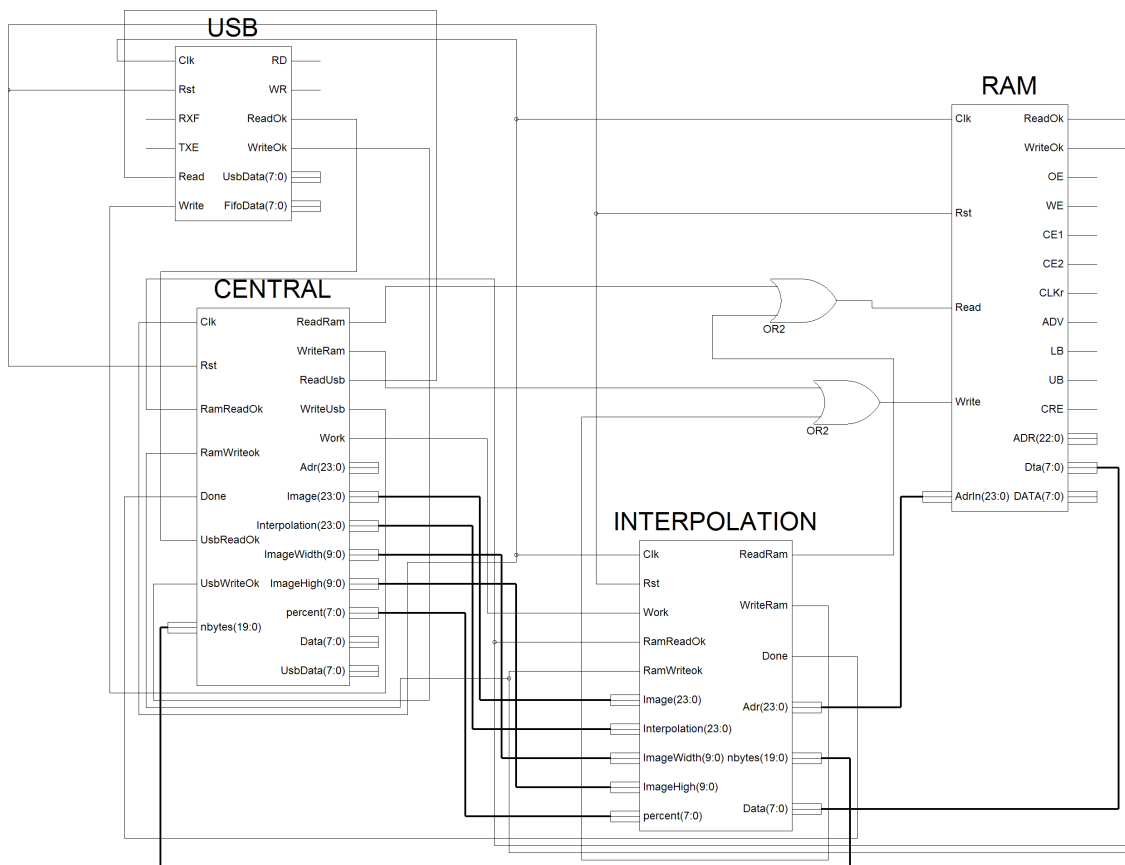 USB
Clk
RD
Rst
WR
RXF
ReadOk
TXE
WriteOk
Read
UsbData(7:0)
Write
FifoData(7:0)
RAM
Clk
ReadOk
WriteOk
OE
WE
Rst
CE1
CE2
CLKr
Read
ADV
LB
UB
Write
CRE
ADR(22:0)
Dta(7:0)
AdrIn(23:0)
DATA(7:0)
OR2
OR2
CENTRAL
Clk
ReadRam
WriteRam
Rst
ReadUsb
RamReadOk
WriteUsb
Work
RamWriteok
Adr(23:0)
Done
Image(23:0)
Interpolation(23:0)
UsbReadOk
ImageWidth(9:0)
UsbWriteOk
ImageHigh(9:0)
percent(7:0)
nbytes(19:0)
Data(7:0)
UsbData(7:0)
INTERPOLATION
Clk
ReadRam
Rst
Work
WriteRam
RamReadOk
Done
RamWriteok
Image(23:0)
Adr(23:0)
Interpolation(23:0)
ImageWidth(9:0)
nbytes(19:0)
ImageHigh(9:0)
Data(7:0)
percent(7:0)